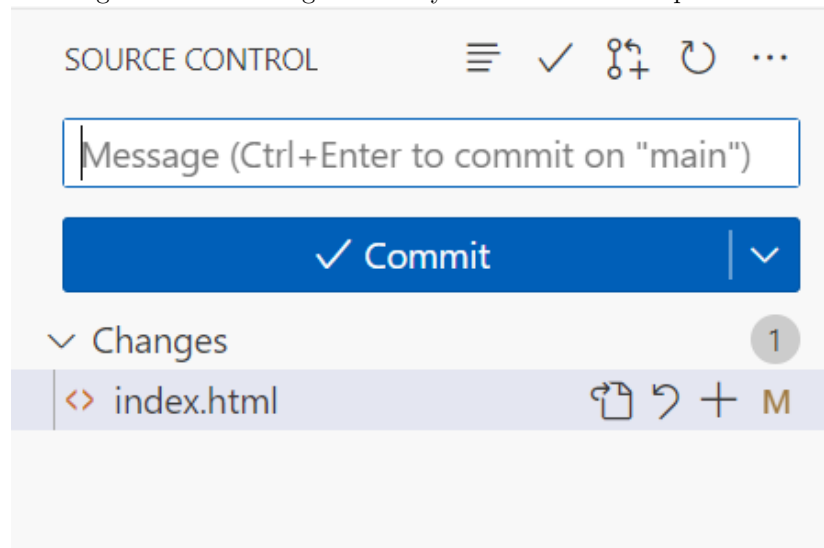 SOURCE CONTROL
Message (Ctrl+Enter to commit on "main")
Commit
Changes 1
index.html M